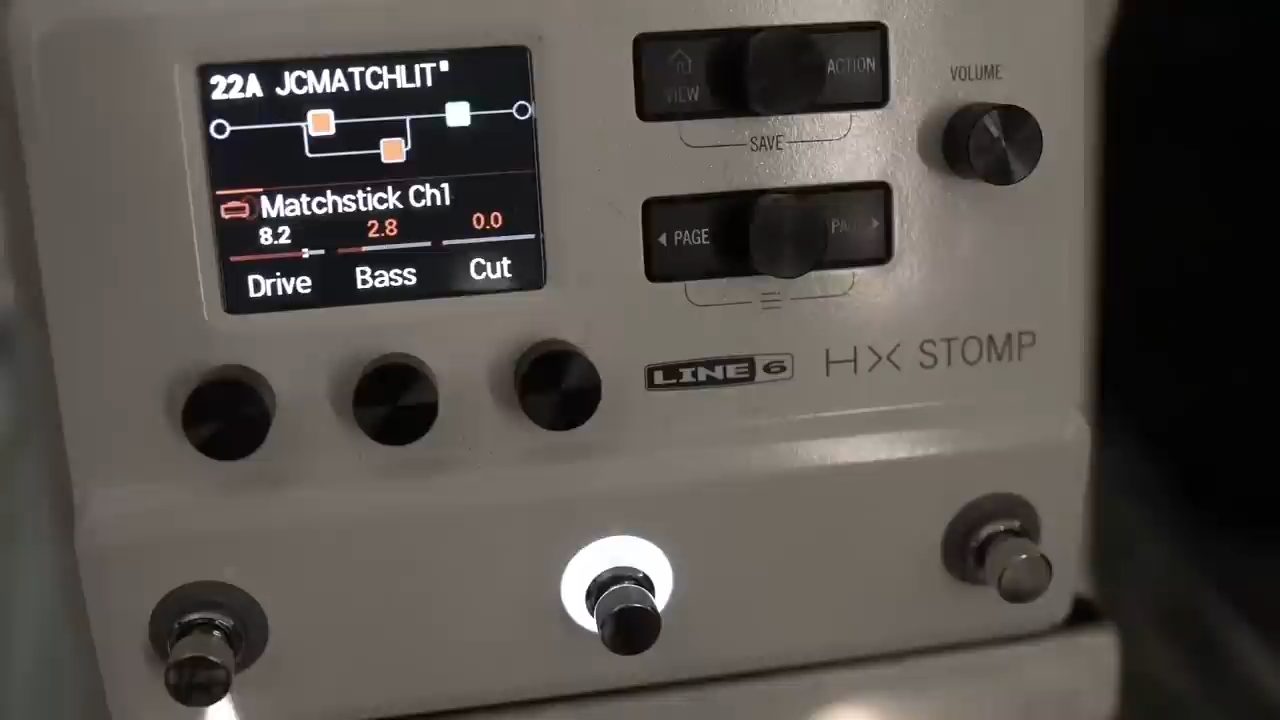 22A JCMATCHLIT
Matchstick Ch1
8.2 2.8 0.0
Drive Bass Cut
VIEW ACTION
SAVE
VOLUME
PAGE PAGE
LINE 6 HX STOMP